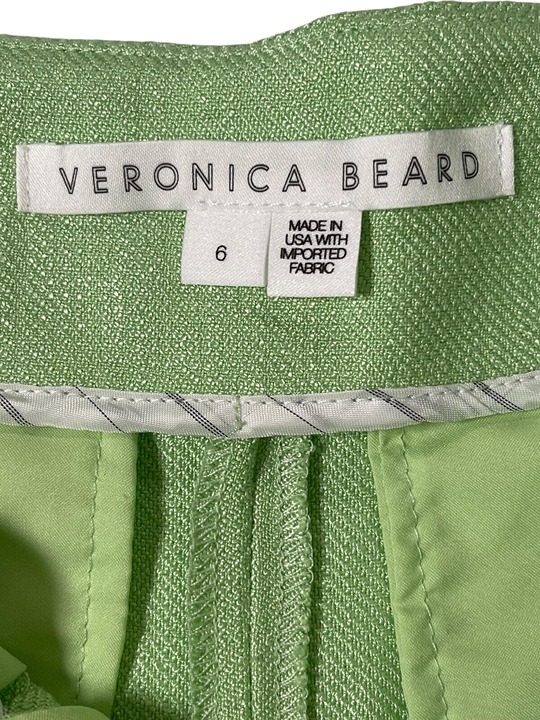 VERONICA BEARD
6
MADE IN
USA WITH
IMPORTED
FABRIC